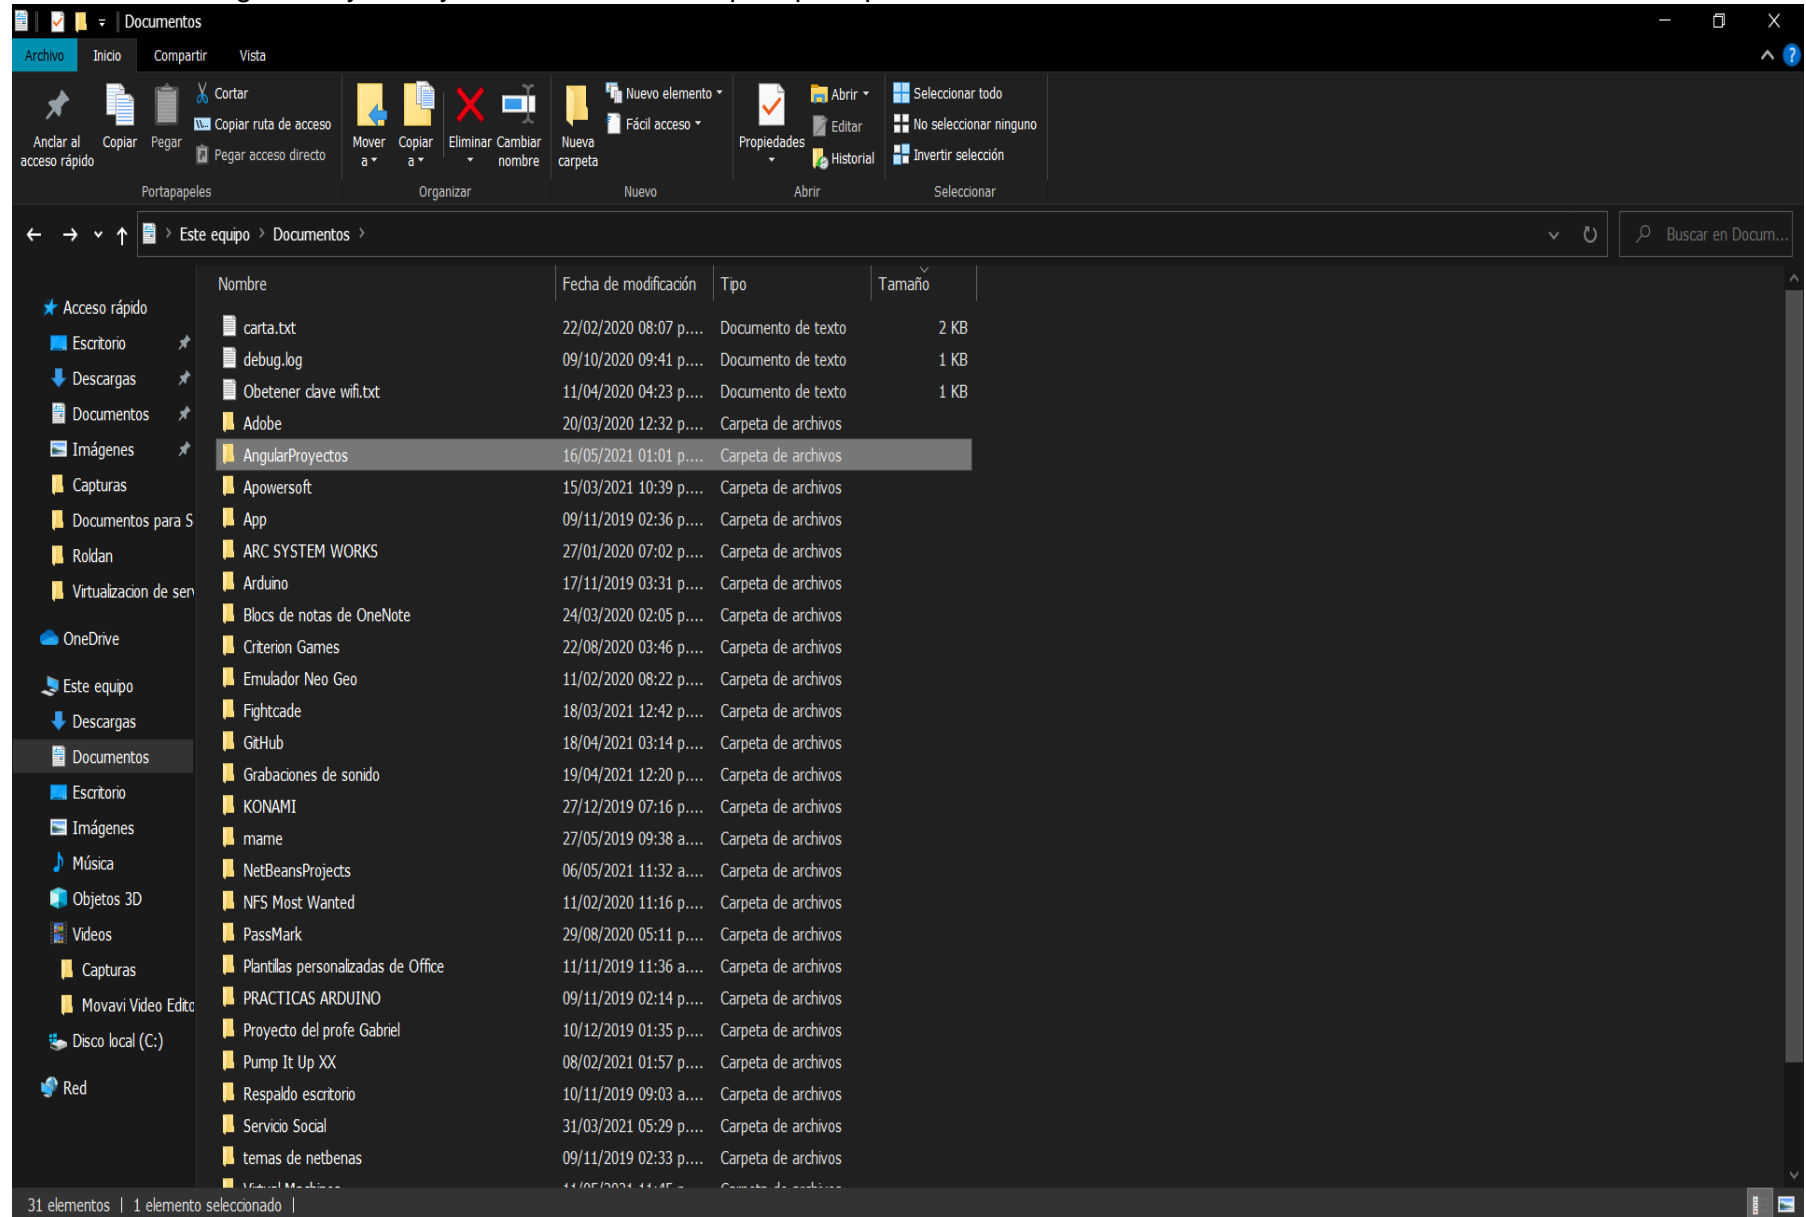 Documentos
Archivo Inicio Compartir Vista
Anclar al acceso rápido
Copiar
Pegar
Cortar
Copiar ruta de acceso
Pegar acceso directo
Portapapeles
Mover a
Copiar a
Eliminar
Cambiar nombre
Organizar
Nueva carpeta
Nuevo elemento
Fácil acceso
Nuevo
Propiedades
Abrir
Editar
Historial
Abrir
Seleccionar todo
No seleccionar ninguno
Invertir selección
Seleccionar
Este equipo > Documentos >
Buscar en Docum...
Acceso rápido
Escritorio
Descargas
Documentos
Imágenes
Capturas
Documentos para S
Roldan
Virtualizacion de serv
OneDrive
Este equipo
Descargas
Documentos
Escritorio
Imágenes
Música
Objetos 3D
Videos
Capturas
Movavi Video Edito
Disco local (C:)
Red
Nombre Fecha de modificación Tipo Tamaño
carta.txt 22/02/2020 08:07 p.... Documento de texto 2 KB
debug.log 09/10/2020 09:41 p.... Documento de texto 1 KB
Obetener clave wifi.txt 11/04/2020 04:23 p.... Documento de texto 1 KB
Adobe 20/03/2020 12:32 p.... Carpeta de archivos
AngularProyectos 16/05/2021 01:01 p.... Carpeta de archivos
Apowersoft 15/03/2021 10:39 p.... Carpeta de archivos
App 09/11/2019 02:36 p.... Carpeta de archivos
ARC SYSTEM WORKS 27/01/2020 07:02 p.... Carpeta de archivos
Arduino 17/11/2019 03:31 p.... Carpeta de archivos
Blocs de notas de OneNote 24/03/2020 02:05 p.... Carpeta de archivos
Criterion Games 22/08/2020 03:46 p.... Carpeta de archivos
Emulador Neo Geo 11/02/2020 08:22 p.... Carpeta de archivos
Fightcade 18/03/2021 12:42 p.... Carpeta de archivos
GitHub 18/04/2021 03:14 p.... Carpeta de archivos
Grabaciones de sonido 19/04/2021 12:20 p.... Carpeta de archivos
KONAMI 27/12/2019 07:16 p.... Carpeta de archivos
mame 27/05/2019 09:38 a.... Carpeta de archivos
NetBeansProjects 06/05/2021 11:32 a.... Carpeta de archivos
NFS Most Wanted 11/02/2020 11:16 p.... Carpeta de archivos
PassMark 29/08/2020 05:11 p.... Carpeta de archivos
Plantillas personalizadas de Office 11/11/2019 11:36 a.... Carpeta de archivos
PRACTICAS ARDUINO 09/11/2019 02:14 p.... Carpeta de archivos
Proyecto del profe Gabriel 10/12/2019 01:35 p.... Carpeta de archivos
Pump It Up XX 08/02/2021 01:57 p.... Carpeta de archivos
Respaldo escritorio 10/11/2019 09:03 a.... Carpeta de archivos
Servicio Social 31/03/2021 05:29 p.... Carpeta de archivos
temas de netbenas 09/11/2019 02:33 p.... Carpeta de archivos
31 elementos | 1 elemento seleccionado |